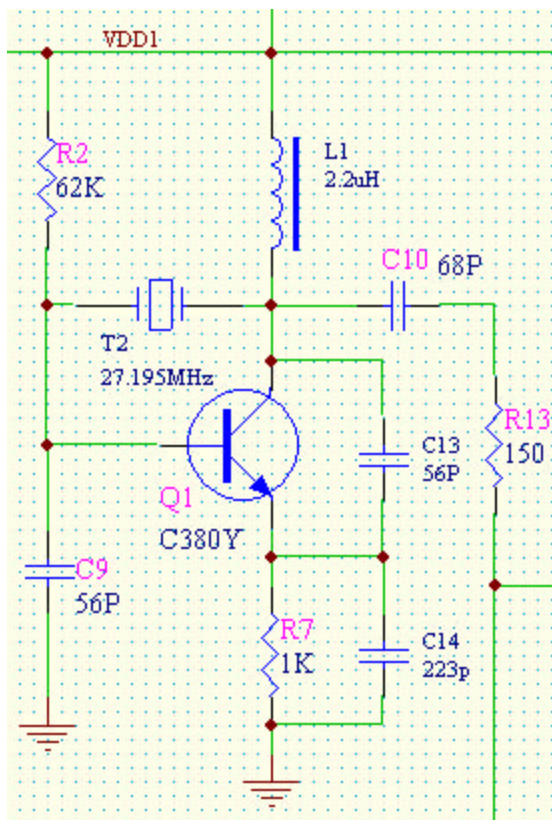 VDD1
R2
62K
L1
2.2uH
C10
68P
T2
27.195MHz
R13
150
C13
56P
Q1
C380Y
C9
56P
R7
1K
C14
223p